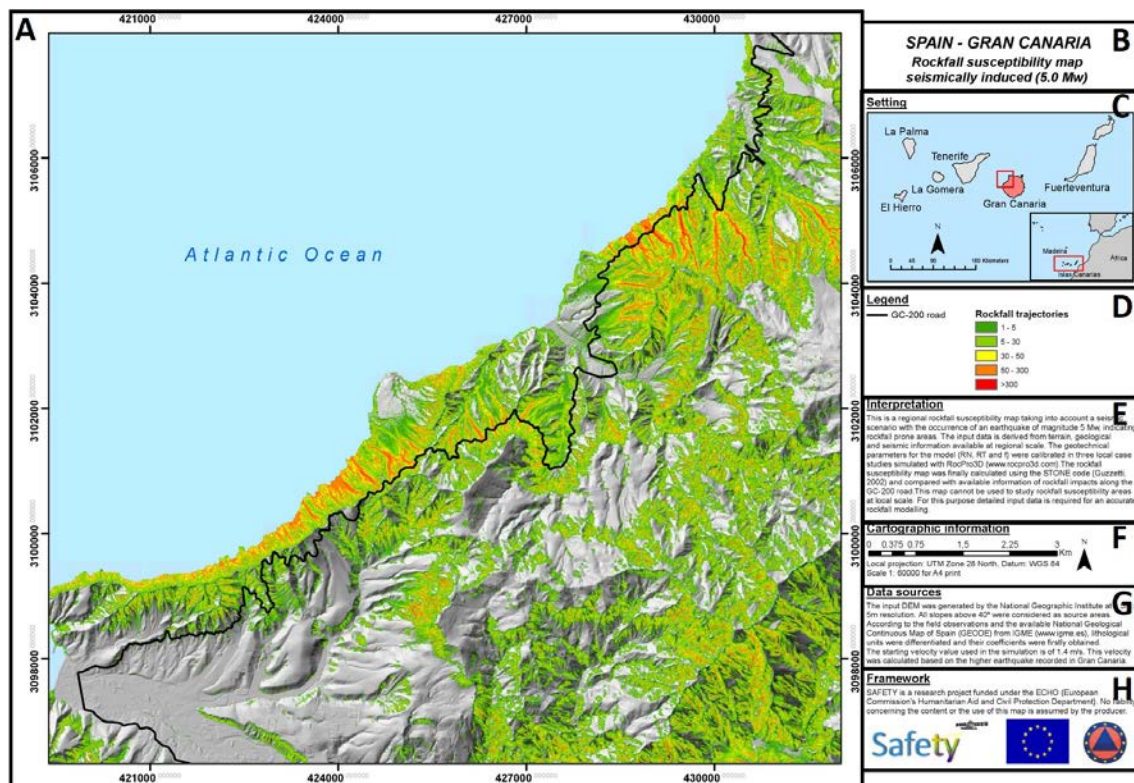 A
421000
424000
427000
430000
3106000
3104000
3102000
3100000
3098000
Atlantic Ocean
421000
424000
427000
430000
B
SPAIN - GRAN CANARIA
Rockfall susceptibility map
seismically induced (5.0 Mw)
Setting
C
La Palma
Tenerife
La Gomera
El Hierro
Gran Canaria
Fuerteventura
N
Madeira
África
Islas Canarias
Kilometers
Legend
D
GC-200 road
Rockfall trajectories
1 - 5
5 - 30
30 - 50
50 - 300
>300
Interpretation
E
This is a regional rockfall susceptibility map taking into account a seismic
scenario with the occurrence of an earthquake of magnitude 5 Mw, indicating
rockfall prone areas. The input data is derived from terrain, geological
and seismic information available at regional scale. The geotechnical
parameters for the model (RN, RT and f) were calibrated in three local case
studies simulated with RocPro3D (www.rocpro3d.com).The rockfall
susceptibility map was finally calculated using the STONE code (Guzzetti,
2002) and compared with available information of rockfall impacts along the
GC-200 road.This map cannot be used to study rockfall susceptibility areas
at local scale. For this purpose detailed input data is required for an accurate
rockfall modelling.
Cartographic information
F
0 0.375 0.75 1,5 2,25 3
Km
N
Local projection: UTM Zone 28 North, Datum: WGS 84
Scale 1: 60000 for A4 print
Data sources
G
The input DEM was generated by the National Geographic Institute at
5m resolution. All slopes above 40º were considered as source areas.
According to the field observations and the available National Geological
Continuous Map of Spain (GEODE) from IGME (www.igme.es), lithological
units were differentiated and their coefficients were firstly obtained.
The starting velocity value used in the simulation is of 1.4 m/s. This velocity
was calculated based on the higher earthquake recorded in Gran Canaria.
Framework
H
SAFETY is a research project funded under the ECHO (European
Commission's Humanitarian Aid and Civil Protection Department). No liability
concerning the content or the use of this map is assumed by the producer.
Safety